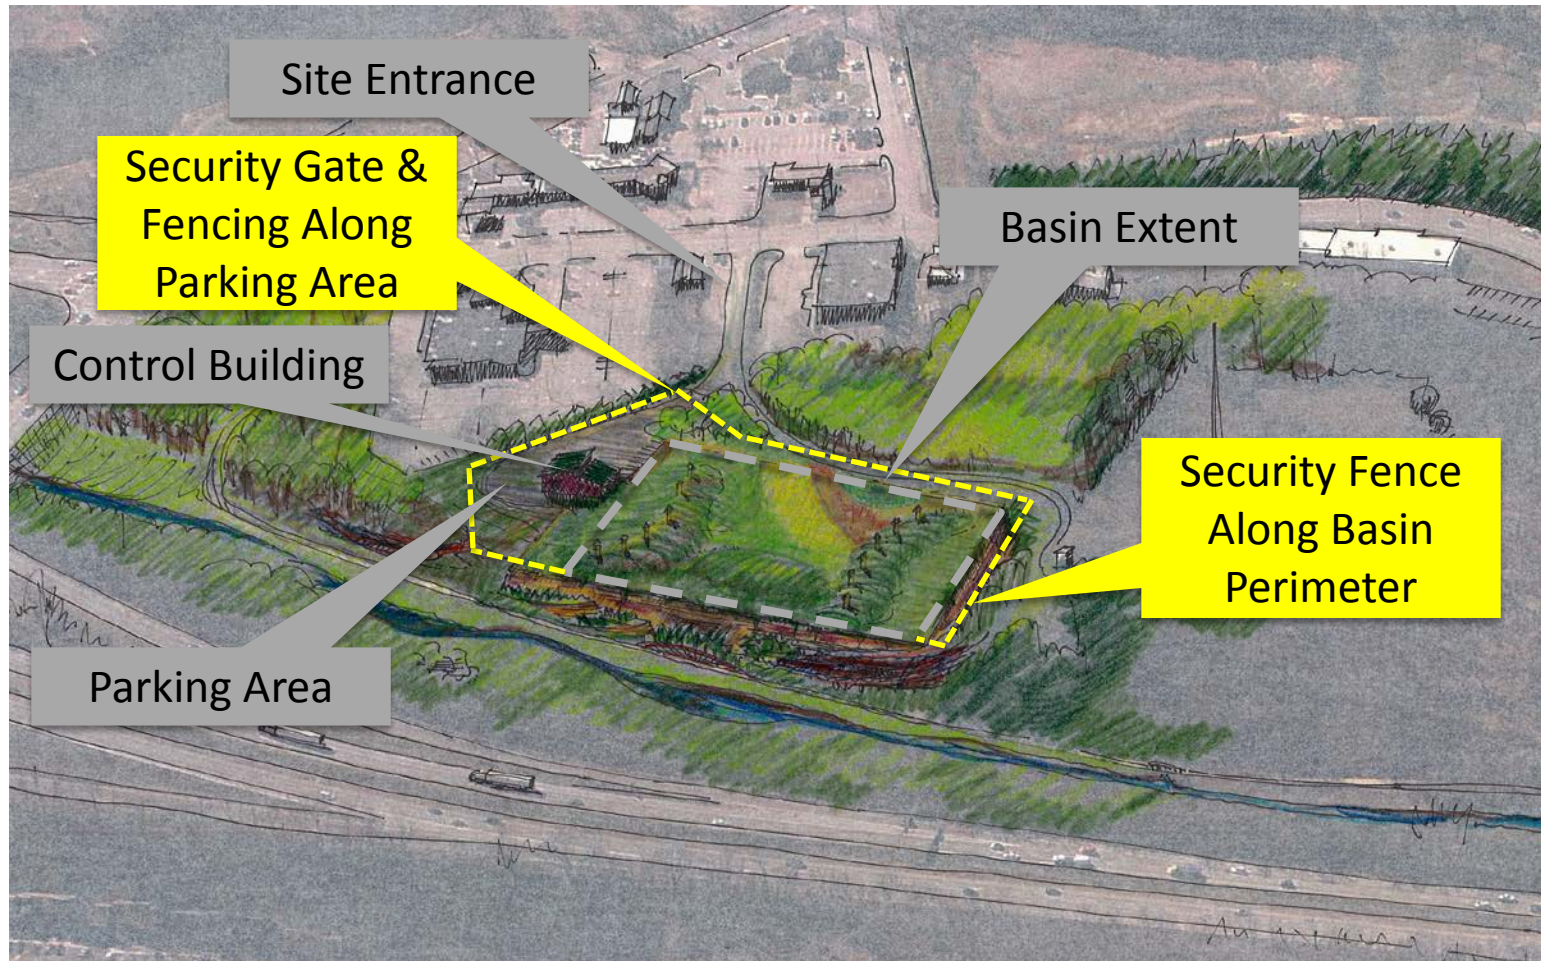 Site Entrance
Security Gate &
Fencing Along
Parking Area
Basin Extent
Control Building
Security Fence
Along Basin
Perimeter
Parking Area